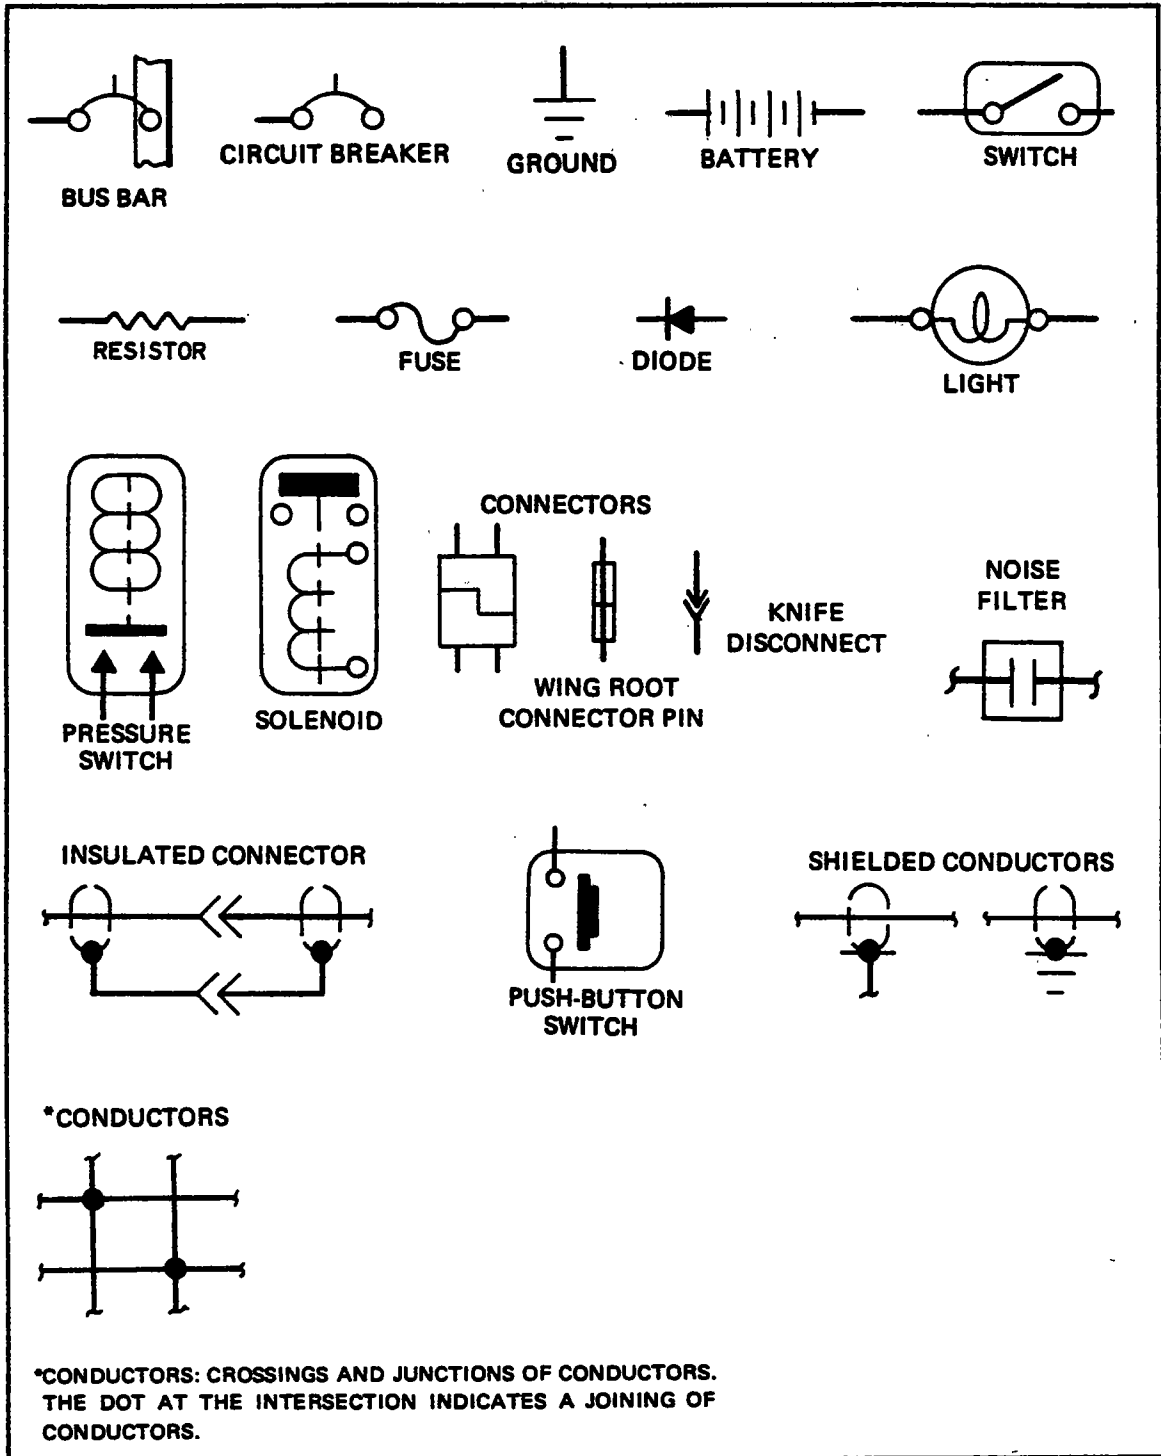 BUS BAR
CIRCUIT BREAKER
GROUND
BATTERY
SWITCH
RESISTOR
FUSE
DIODE
LIGHT
PRESSURE
SWITCH
SOLENOID
CONNECTORS
WING ROOT
CONNECTOR PIN
KNIFE
DISCONNECT
NOISE
FILTER
INSULATED CONNECTOR
PUSH-BUTTON
SWITCH
SHIELDED CONDUCTORS
*CONDUCTORS
*CONDUCTORS: CROSSINGS AND JUNCTIONS OF CONDUCTORS.
THE DOT AT THE INTERSECTION INDICATES A JOINING OF
CONDUCTORS.